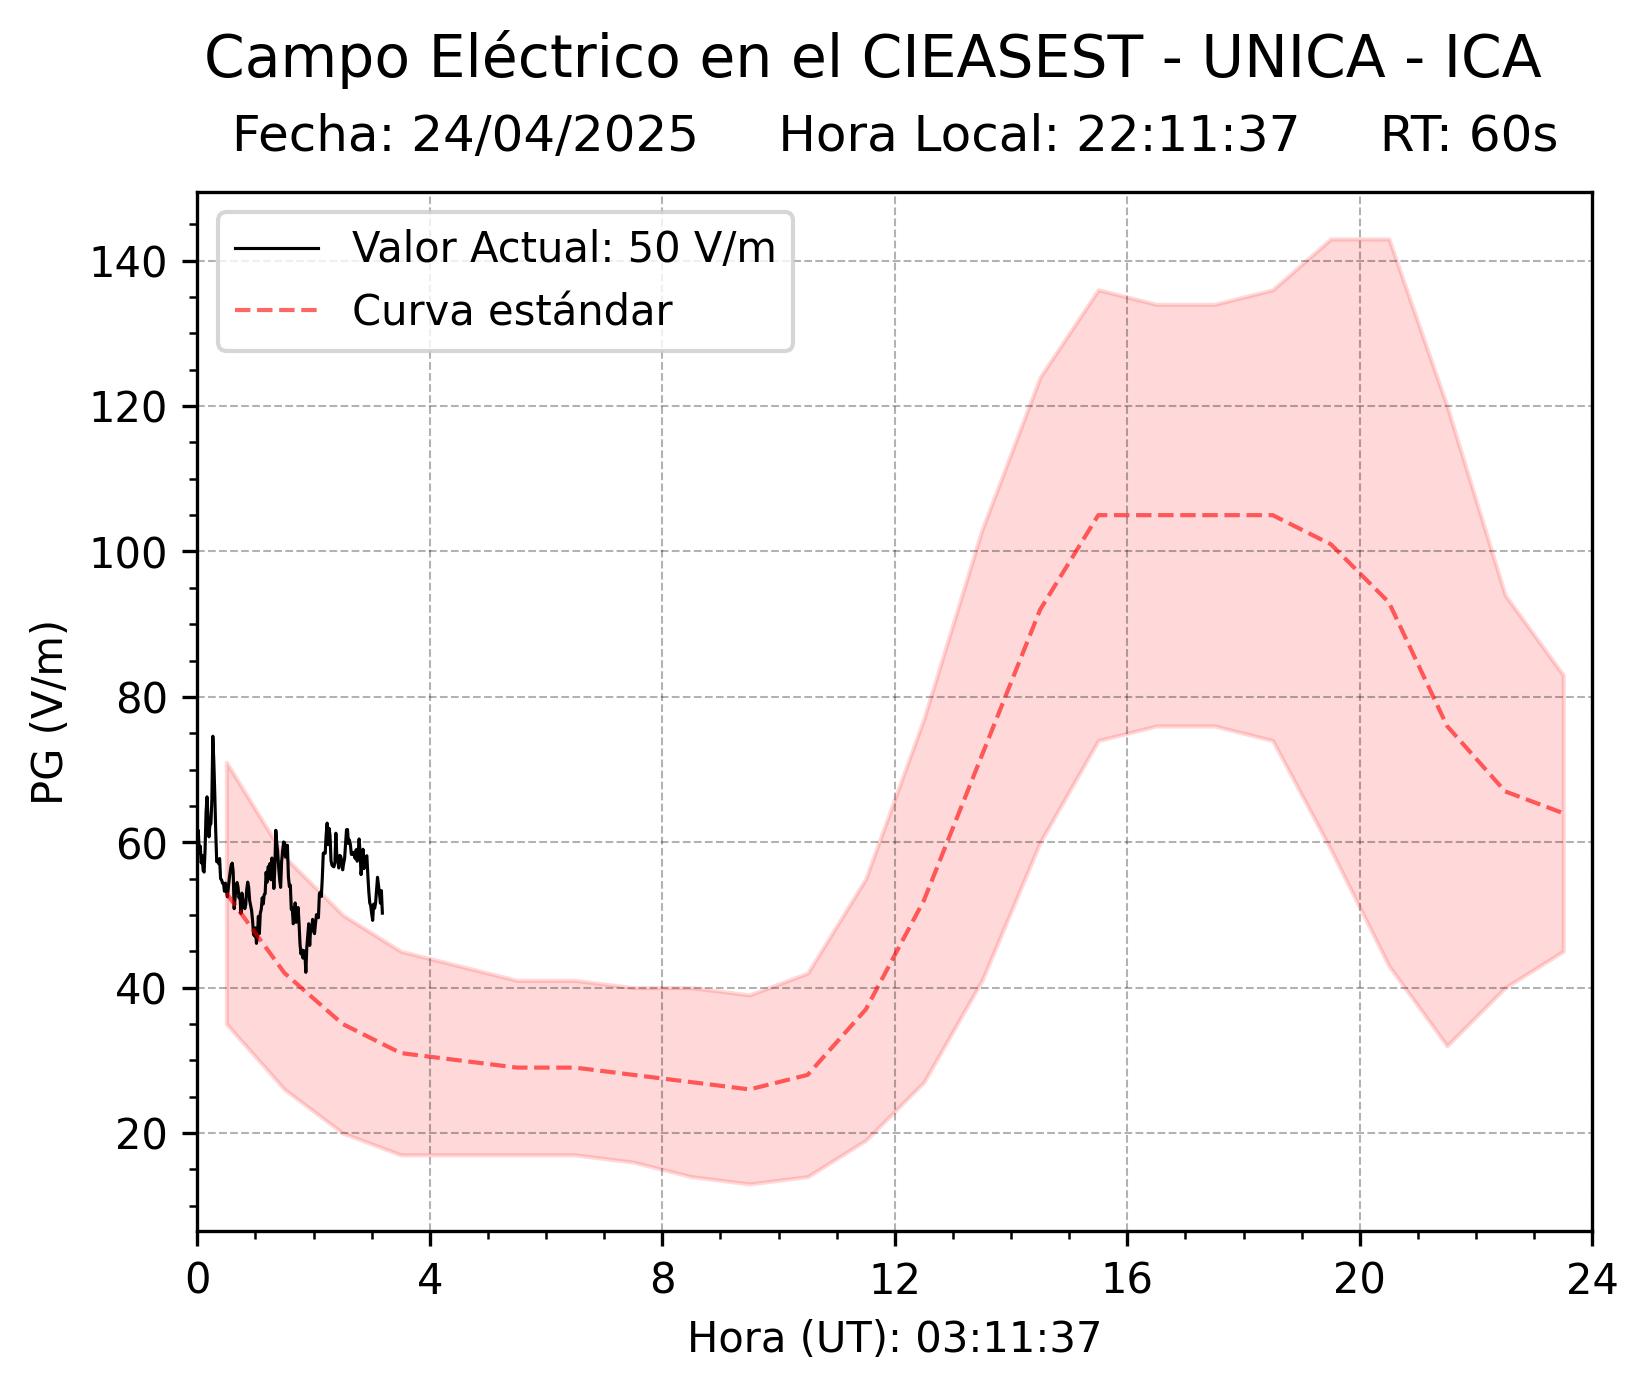 Campo Eléctrico en el CIEASEST - UNICA - ICA
Fecha: 24/04/2025 Hora Local: 22:11:37 RT: 60s
Valor Actual: 50 V/m
Curva estándar
PG (V/m)
140
120
100
80
60
40
20
0 4 8 12 16 20 24
Hora (UT): 03:11:37